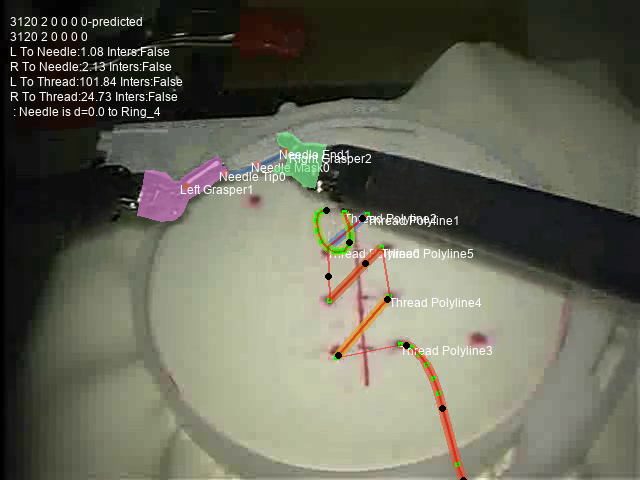 3120 2 0 0 0 0-predicted
3120 2 0 0 0 0
L To Needle:1.08 Inters:False
R To Needle:2.13 Inters:False
L To Thread:101.84 Inters:False
R To Thread:24.73 Inters:False
: Needle is d=0.0 to Ring_4
Needle End1
Right Grasper2
Needle Mask0
Needle Tip0
Left Grasper1
Thread Polyline2
Thread Polyline1
Thread Polyline5
Thread Polyline4
Thread Polyline3